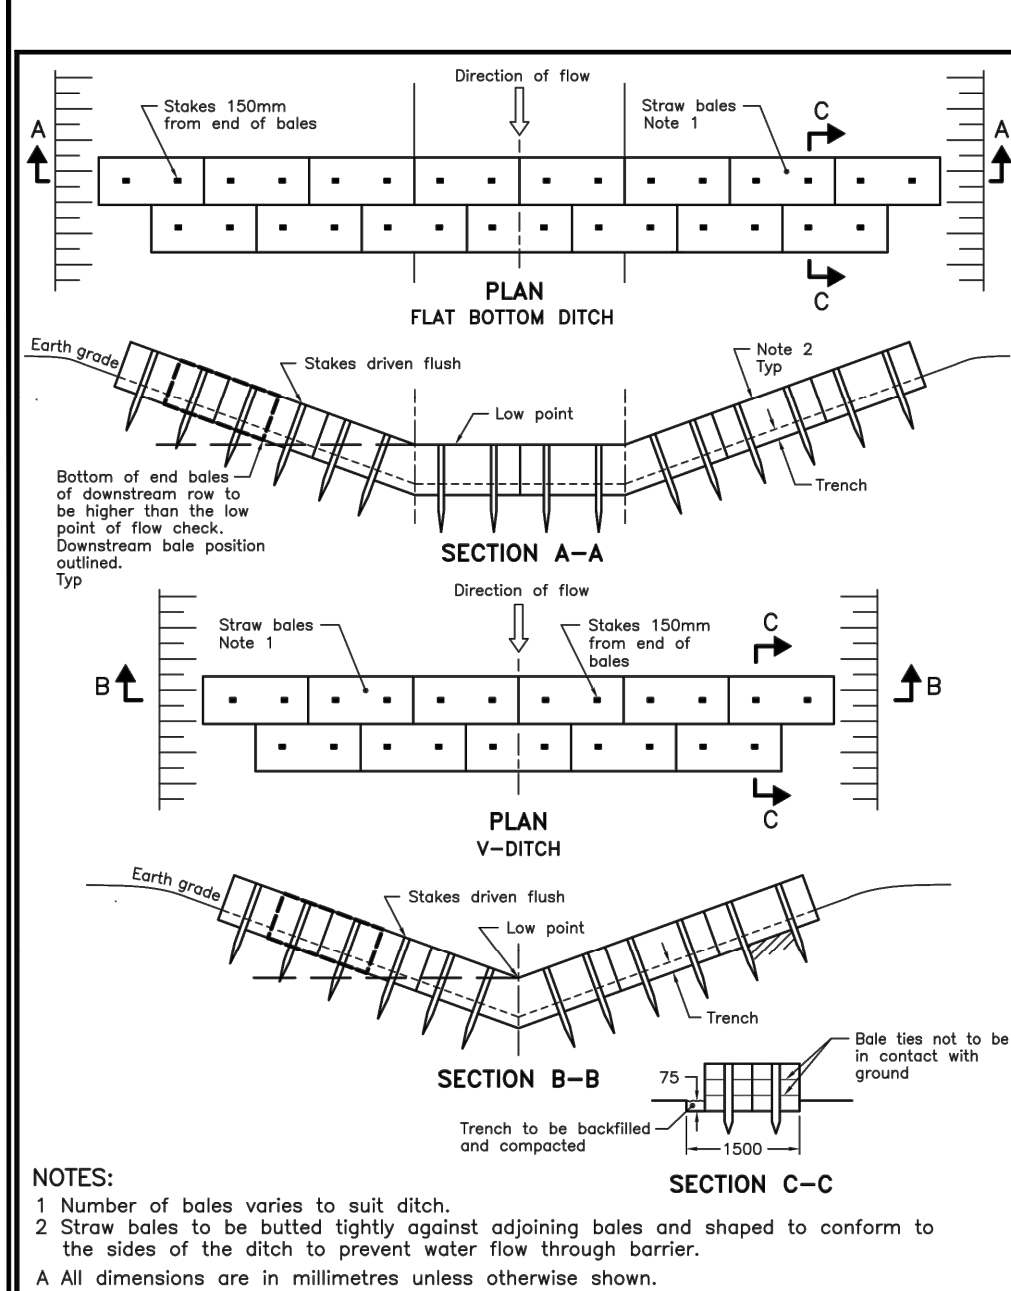 Direction of flow
Stakes 150mm
from end of bales
Straw bales
Note 1
C
A
A
C
PLAN
FLAT BOTTOM DITCH
Earth grade
Stakes driven flush
Note 2
Typ
Low point
Bottom of end bales
of downstream row to
be higher than the low
point of flow check.
Downstream bale position
outlined.
Typ
Trench
SECTION A-A
Direction of flow
Straw bales
Note 1
Stakes 150mm
from end of
bales
C
B
B
C
PLAN
V-DITCH
Earth grade
Stakes driven flush
Low point
Trench
SECTION B-B
Bale ties not to be
in contact with
ground
75
Trench to be backfilled
and compacted
1500
SECTION C-C
NOTES:
1 Number of bales varies to suit ditch.
2 Straw bales to be butted tightly against adjoining bales and shaped to conform to
the sides of the ditch to prevent water flow through barrier.
A All dimensions are in millimetres unless otherwise shown.